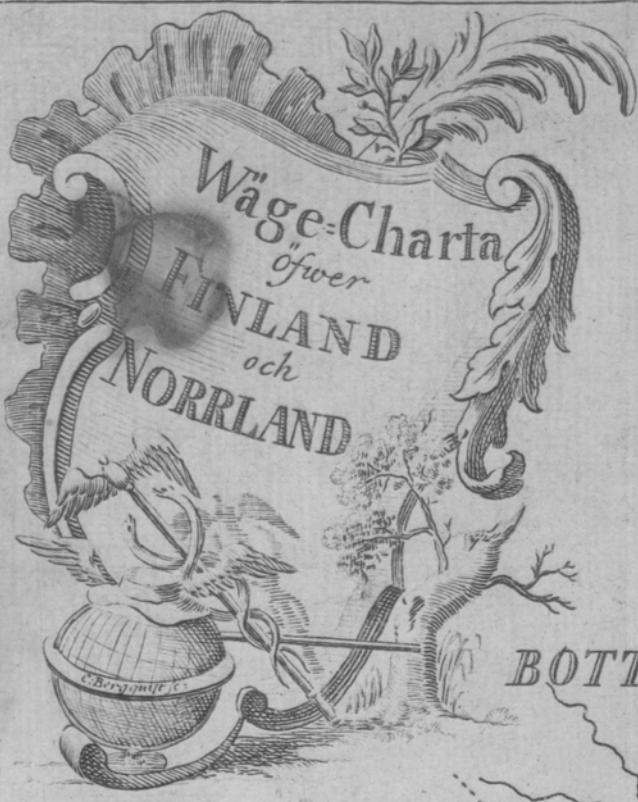 Wäge=Charta
öfwer
FINLAND
och
NORRLAND
C. Bergquist sc:
BOTT